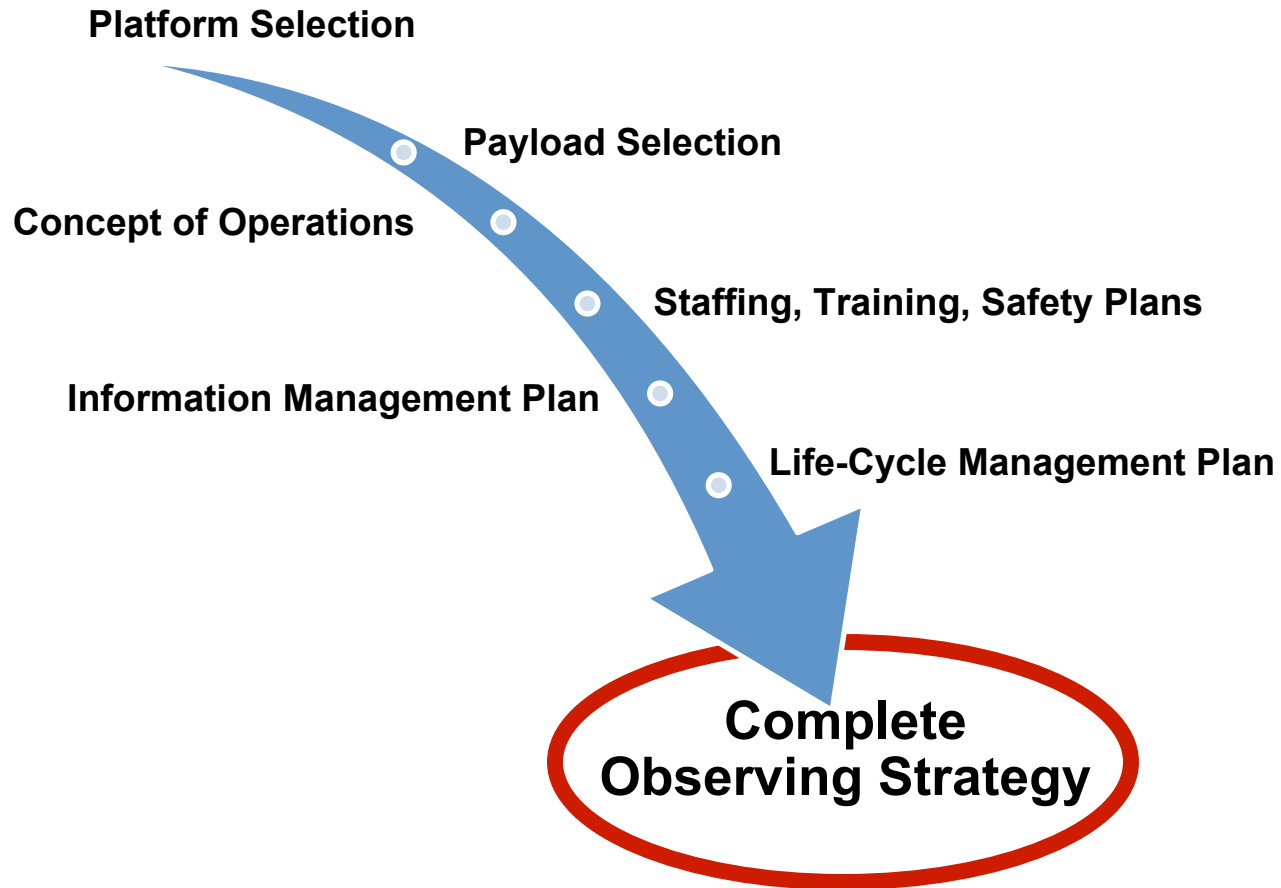 Platform Selection
Payload Selection
Concept of Operations
Staffing, Training, Safety Plans
Information Management Plan
Life-Cycle Management Plan
Complete
Observing Strategy